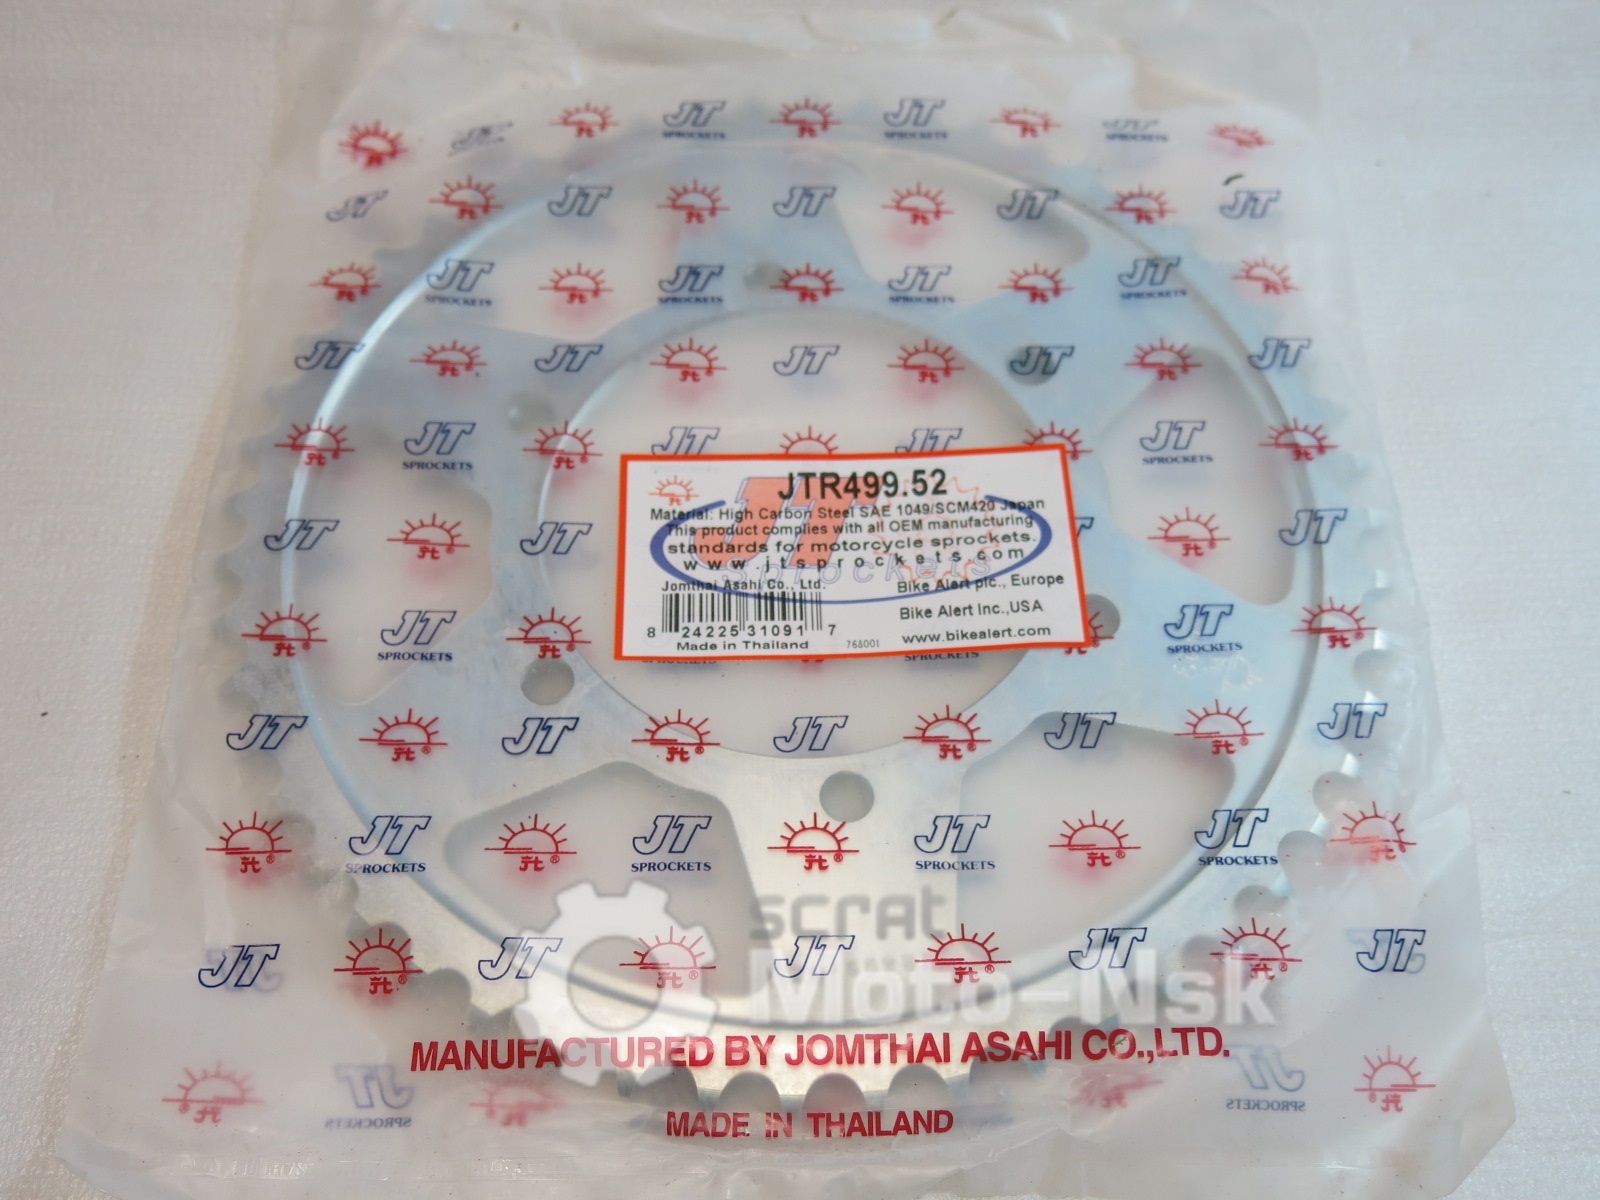 JTR499.52
Material: High Carbon Steel SAE 1049/SCM420 Japan
This product complies with all OEM manufacturing
standards for motorcycle sprockets.
www.jtsprockets.com
JT
Sprockets
Jomthai Asahi Co., Ltd.
Bike Alert plc., Europe
Bike Alert Inc.,USA
8 24225 31091 7
www.bikealert.com
Made in Thailand
768001
JT
SPROCKETS
scrat
Moto-Nsk
MANUFACTURED BY JOMTHAI ASAHI CO.,LTD.
MADE IN THAILAND